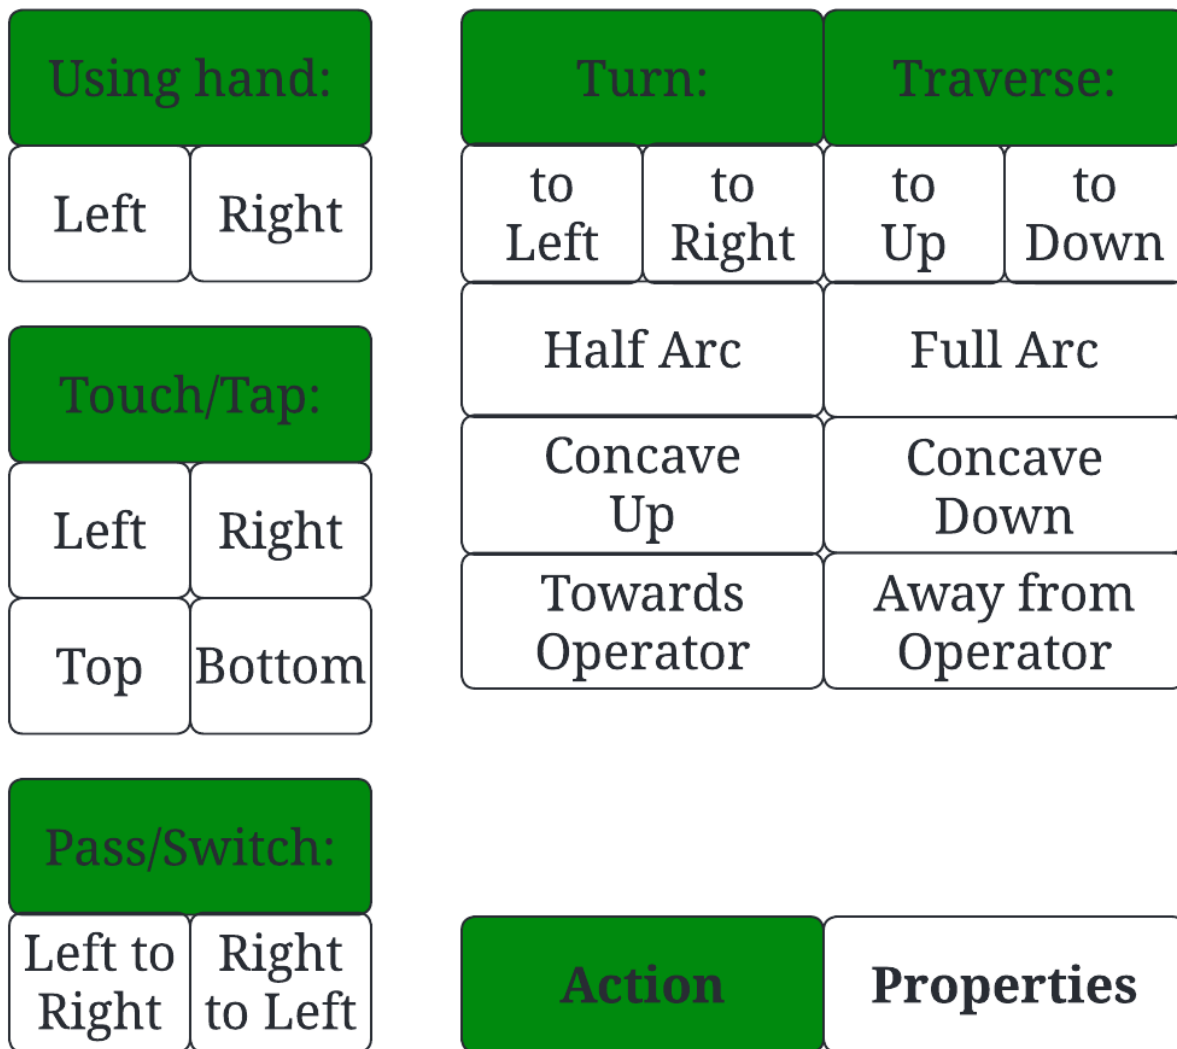 Using hand:
Left
Right
Touch/Tap:
Left
Right
Top
Bottom
Pass/Switch:
Left to
Right
Right
to Left
Turn:
Traverse:
to
Left
to
Right
to
Up
to
Down
Half Arc
Full Arc
Concave
Up
Concave
Down
Towards
Operator
Away from
Operator
Action
Properties